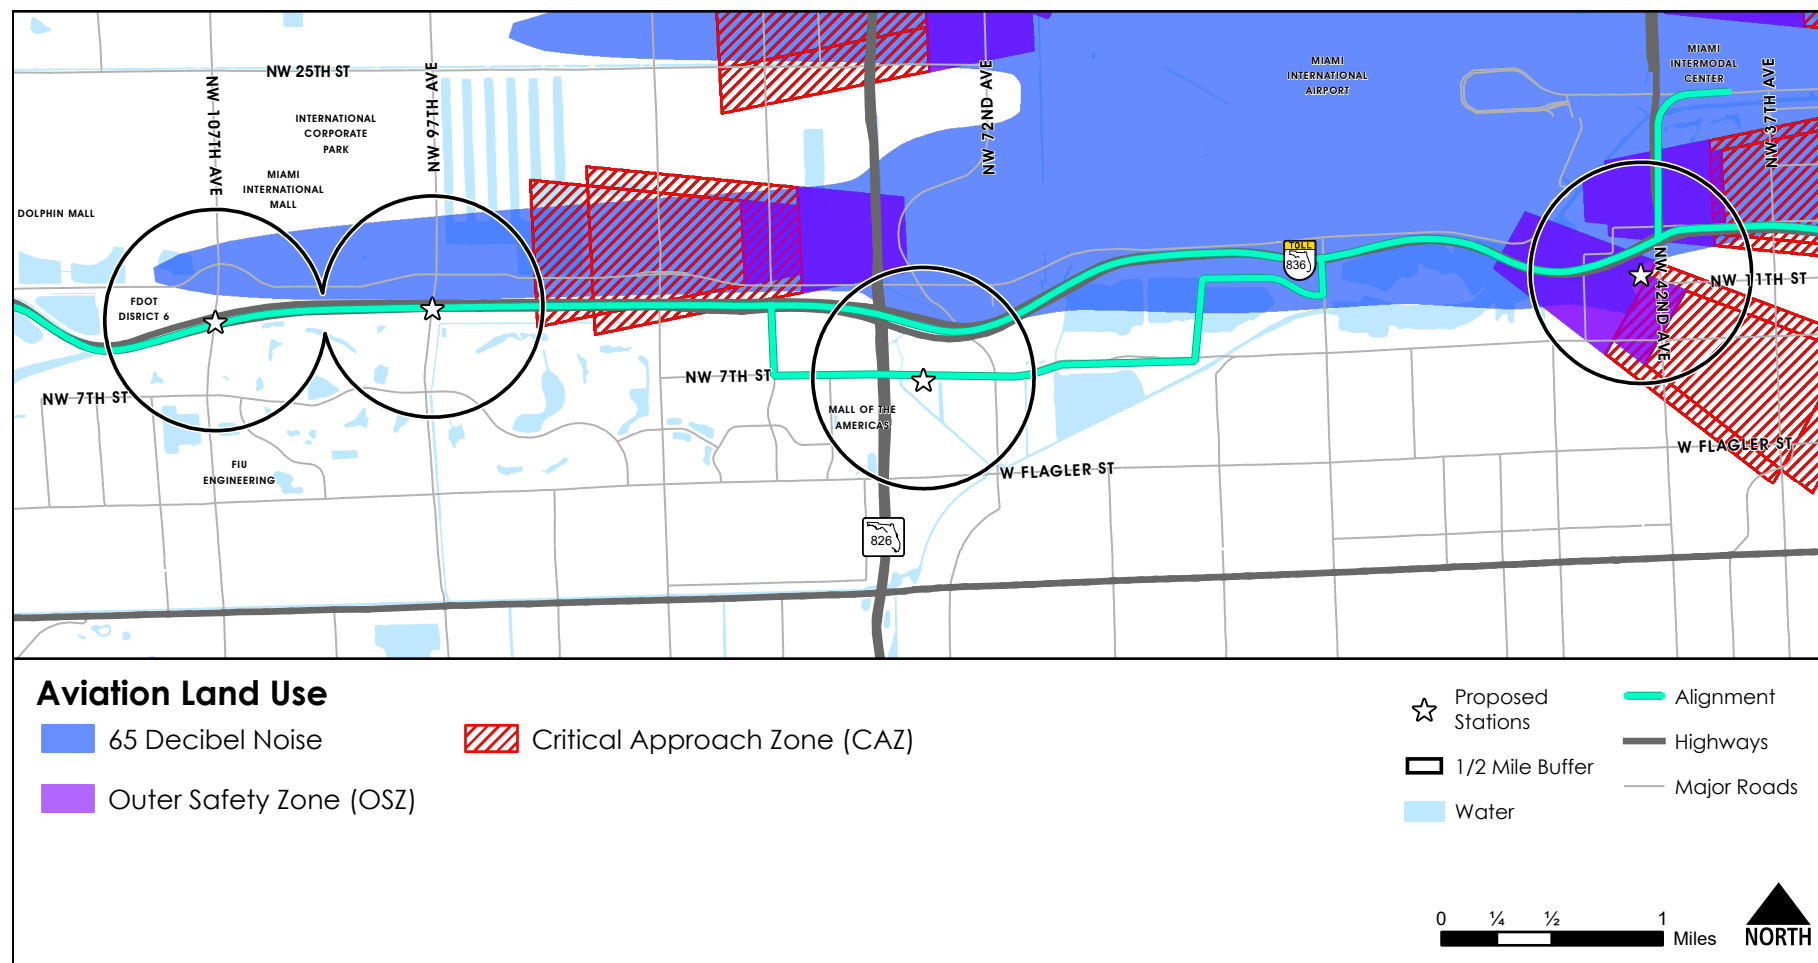 NW 25TH ST
NW 107TH AVE
NW 97TH AVE
INTERNATIONAL
CORPORATE
PARK
MIAMI
INTERNATIONAL
MALL
DOLPHIN MALL
FDOT
DISRICT 6
NW 7TH ST
FIU
ENGINEERING
NW 72ND AVE
NW 7TH ST
MALL OF THE
AMERICAS
W FLAGLER ST
826
MIAMI
INTERNATIONAL
AIRPORT
TOLL
836
MIAMI
INTERMODAL
CENTER
NW 37TH AVE
NW 11TH ST
NW 42ND AVE
W FLAGLER ST
Aviation Land Use
65 Decibel Noise
Critical Approach Zone (CAZ)
Outer Safety Zone (OSZ)
Proposed
Stations
1/2 Mile Buffer
Water
Alignment
Highways
Major Roads
0 ¼ ½ 1
Miles
NORTH